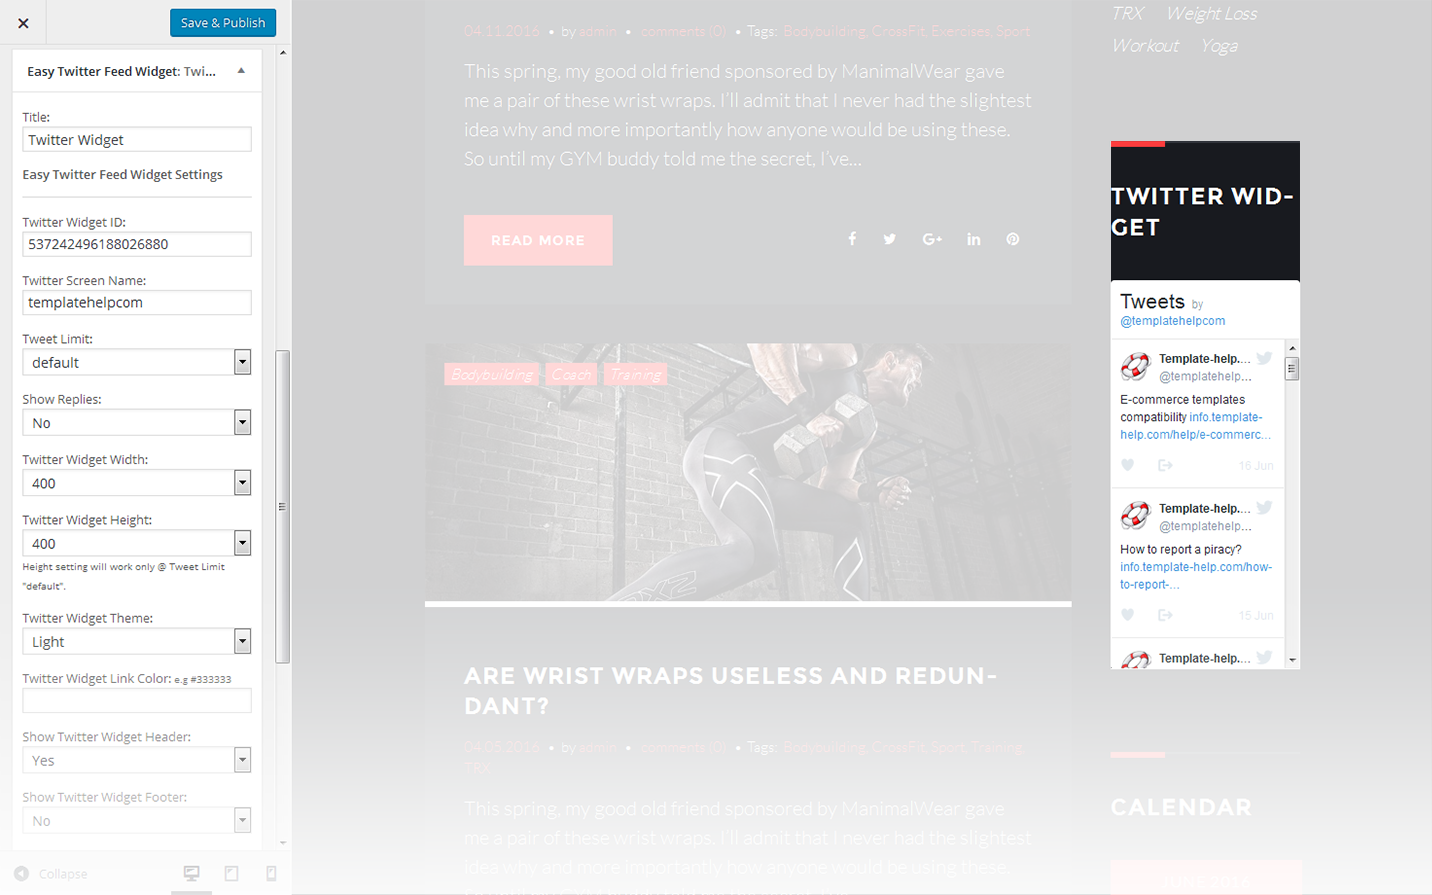 Save & Publish
Easy Twitter Feed Widget: Twi...
Title:
Twitter Widget
Easy Twitter Feed Widget Settings
Twitter Widget ID:
537242496188026880
Twitter Screen Name:
templatehelpcom
Tweet Limit:
default
Show Replies:
No
Twitter Widget Width:
400
Twitter Widget Height:
400
Height setting will work only @ Tweet Limit
"default".
Twitter Widget Theme:
Light
Twitter Widget Link Color: e.g #333333
Show Twitter Widget Header:
Yes
Show Twitter Widget Footer:
No
Collapse
04.11.2016 • by admin • comments (0) • Tags: Bodybuilding, CrossFit, Exercises, Sport
This spring, my good old friend sponsored by ManimalWear gave
me a pair of these wrist wraps. I'll admit that I never had the slightest
idea why and more importantly how anyone would be using these.
So until my GYM buddy told me the secret, I've...
READ MORE
Bodybuilding Coach Training
ARE WRIST WRAPS USELESS AND REDUN-
DANT?
04.05.2016 • by admin • comments (0) • Tags: Bodybuilding, CrossFit, Sport, Training,
TRX
This spring, my good old friend sponsored by ManimalWear gave
me a pair of these wrist wraps. I'll admit that I never had the slightest
idea why and more importantly how anyone would be using these.
TRX Weight Loss
Workout Yoga
TWITTER WID-
GET
Tweets by
@templatehelpcom
Template-help....
@templatehelp...
E-commerce templates
compatibility info.template-
help.com/help/e-commerc...
16 Jun
Template-help....
@templatehelp...
How to report a piracy?
info.template-help.com/how-
to-report-...
15 Jun
Template-help....
CALENDAR
JUNE 2016